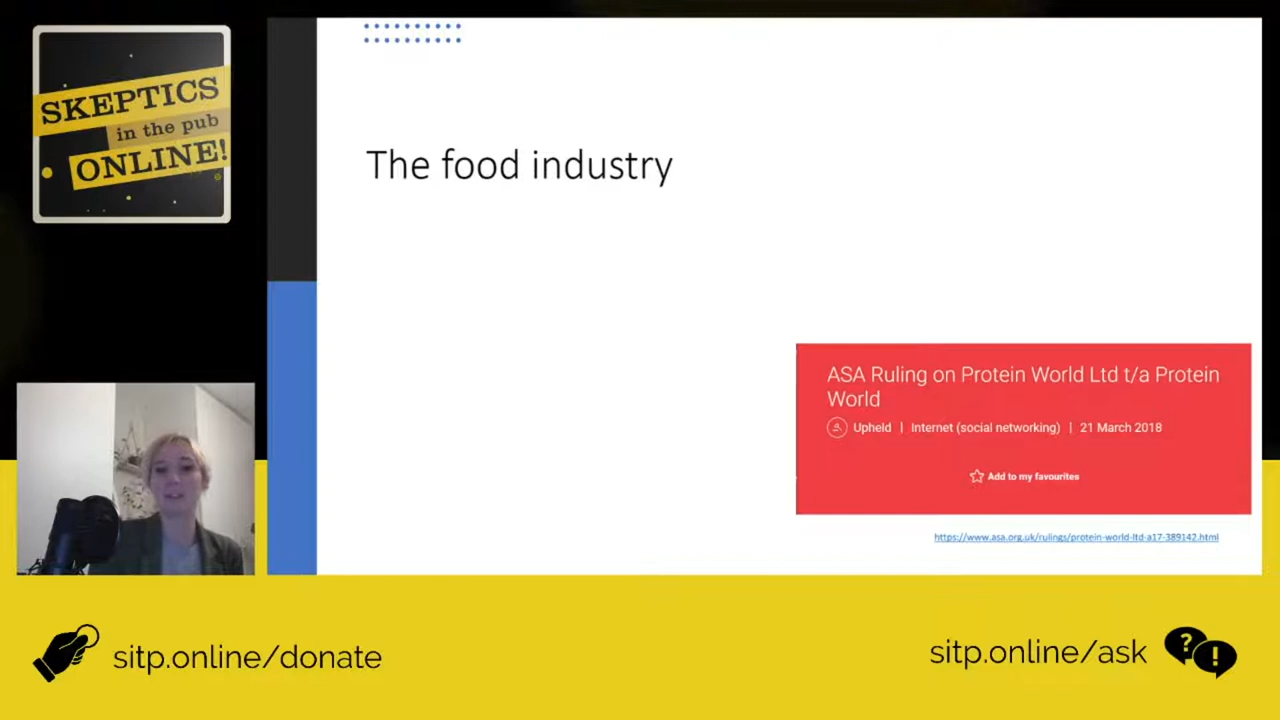 SKEPTICS
in the pub
ONLINE!
The food industry
ASA Ruling on Protein World Ltd t/a Protein
World
Upheld | Internet (social networking) | 21 March 2018
Add to my favourites
https://www.asa.org.uk/rulings/protein-world-ltd-a17-389142.html
sitp.online/donate
sitp.online/ask
?
!